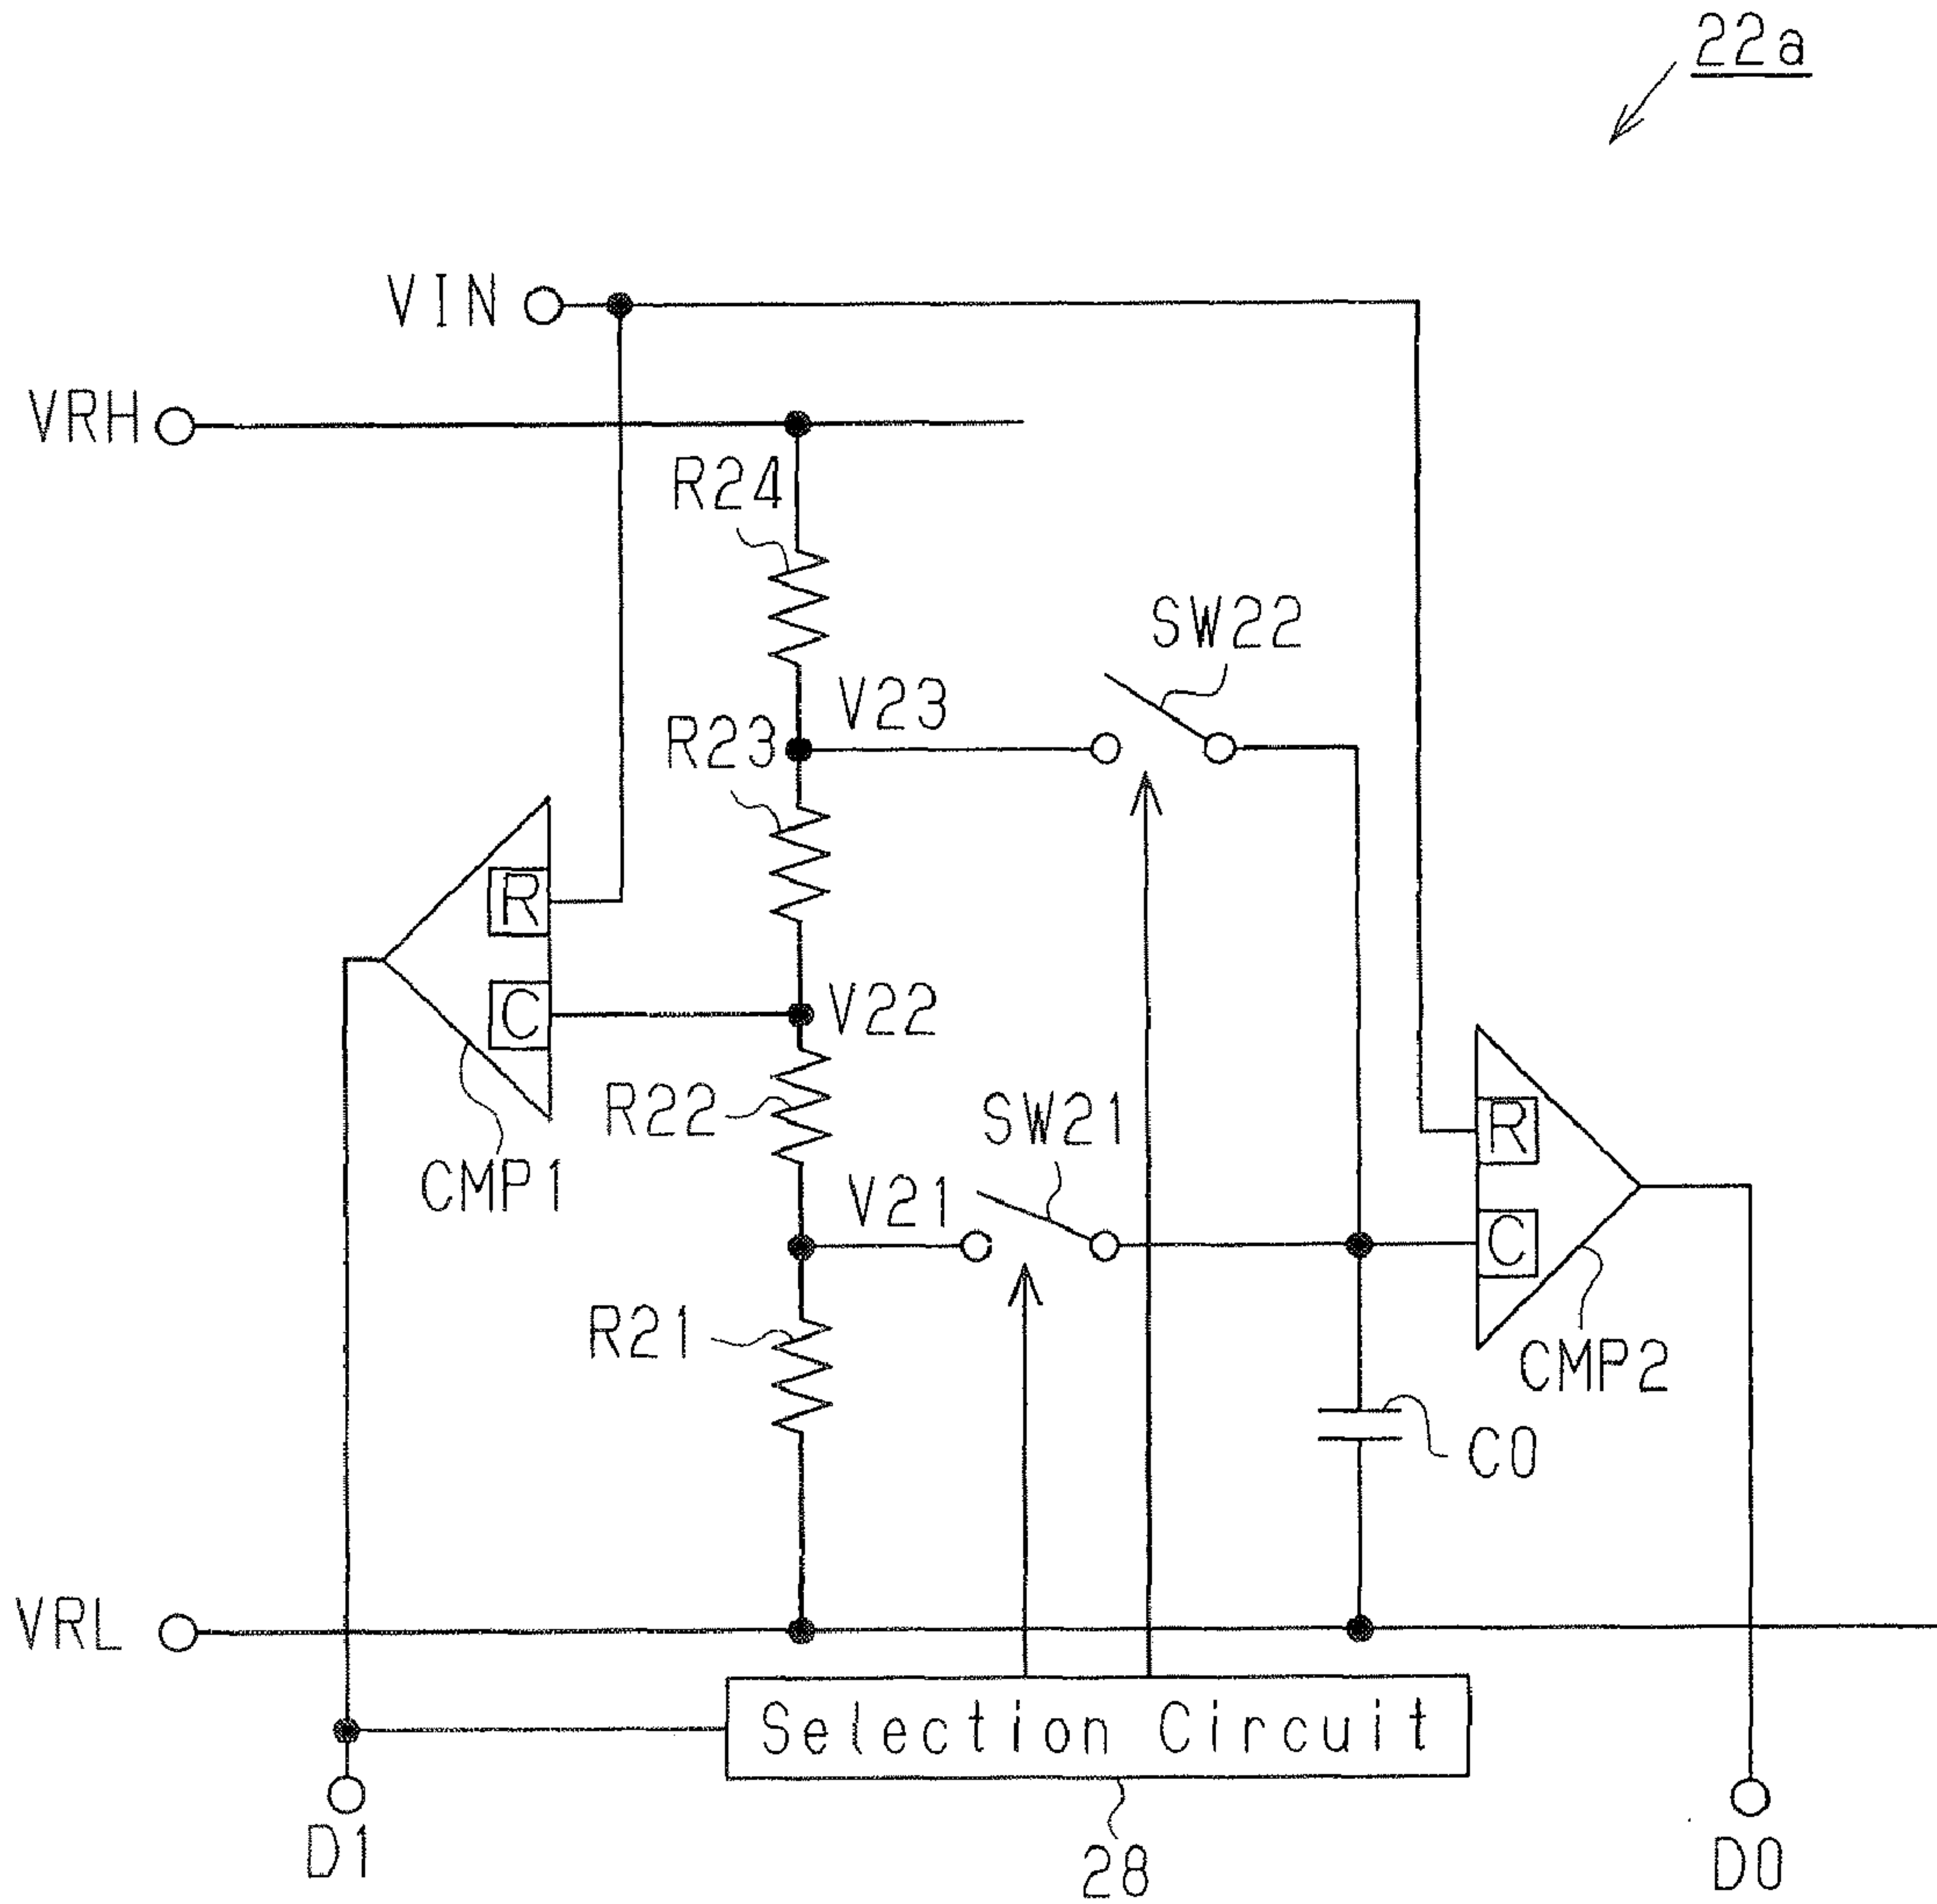 22a
VIN
VRH
R24
SW22
V23
R23
R
C
V22
R22
SW21
CMP1
V21
R
C
R21
CMP2
C0
VRL
Selection Circuit
D1
28
D0